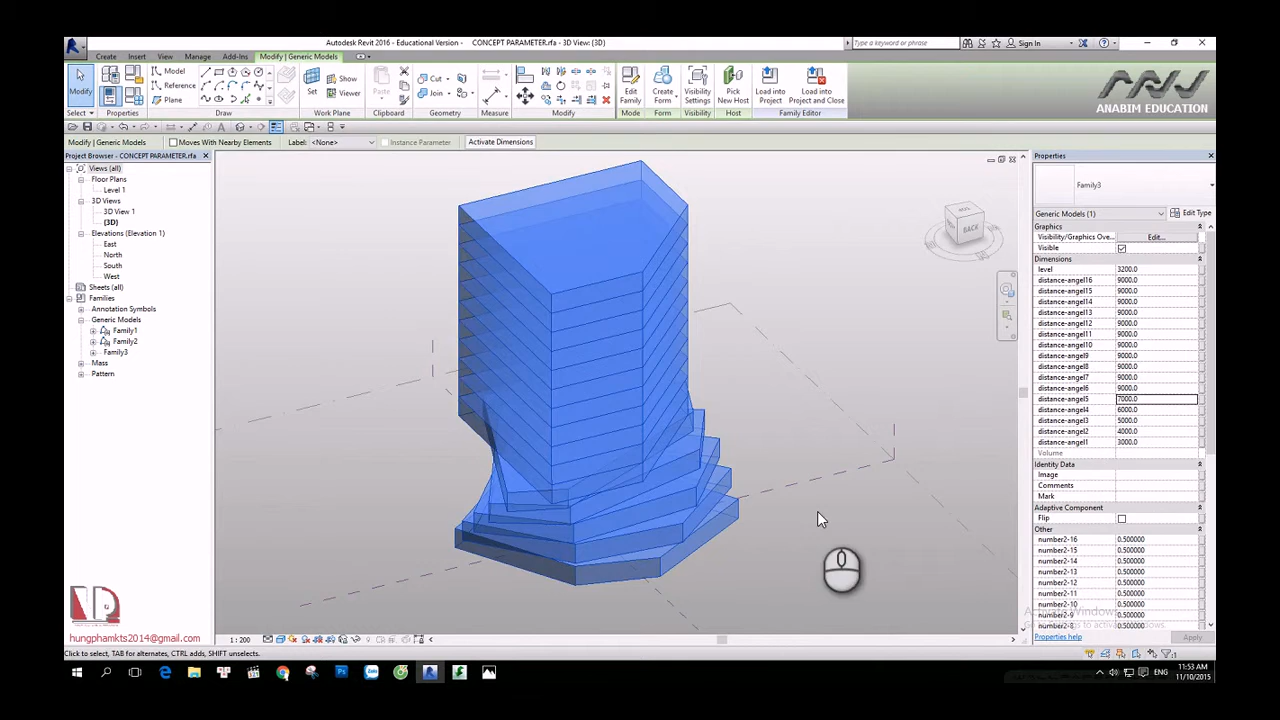 Autodesk Revit 2016 - Educational Version - CONCEPT PARAMETER.rfa - 3D View: {3D}
Type a keyword or phrase
Sign In
Create Insert View Manage Add-Ins Modify | Generic Models
Modify
Model
Reference
Plane
Set
Show
Viewer
Paste
Cut
Join
Edit Family
Create Form
Visibility Settings
Pick New Host
Load into Project
Load into Project and Close
Select Properties Draw Work Plane Clipboard Geometry Measure Modify Mode Form Visibility Host Family Editor
ANABIM EDUCATION
Modify | Generic Models
Moves With Nearby Elements
Label: <None>
Instance Parameter
Activate Dimensions
Project Browser - CONCEPT PARAMETER.rfa
Views (all)
Floor Plans
Level 1
3D Views
3D View 1
{3D}
Elevations (Elevation 1)
East
North
South
West
Sheets (all)
Families
Annotation Symbols
Generic Models
Family1
Family2
Family3
Mass
Pattern
hungphamkts2014@gmail.com
BACK
Properties
Family3
Generic Models (1)
Edit Type
Graphics
Visibility/Graphics Ove... Edit...
Visible
Dimensions
level 3200.0
distance-angel16 9000.0
distance-angel15 9000.0
distance-angel14 9000.0
distance-angel13 9000.0
distance-angel12 9000.0
distance-angel11 9000.0
distance-angel10 9000.0
distance-angel9 9000.0
distance-angel8 9000.0
distance-angel7 9000.0
distance-angel6 9000.0
distance-angel5 7000.0
distance-angel4 6000.0
distance-angel3 5000.0
distance-angel2 4000.0
distance-angel1 3000.0
Volume
Identity Data
Image
Comments
Mark
Adaptive Component
Flip
Other
number2-16 0.500000
number2-15 0.500000
number2-14 0.500000
number2-13 0.500000
number2-12 0.500000
number2-11 0.500000
number2-10 0.500000
number2-9 0.500000
number2-8 0.500000
Activate Windows
Properties help
Apply
1 : 200
Click to select, TAB for alternates, CTRL adds, SHIFT unselects.
:1
ENG
11:53 AM
11/10/2015